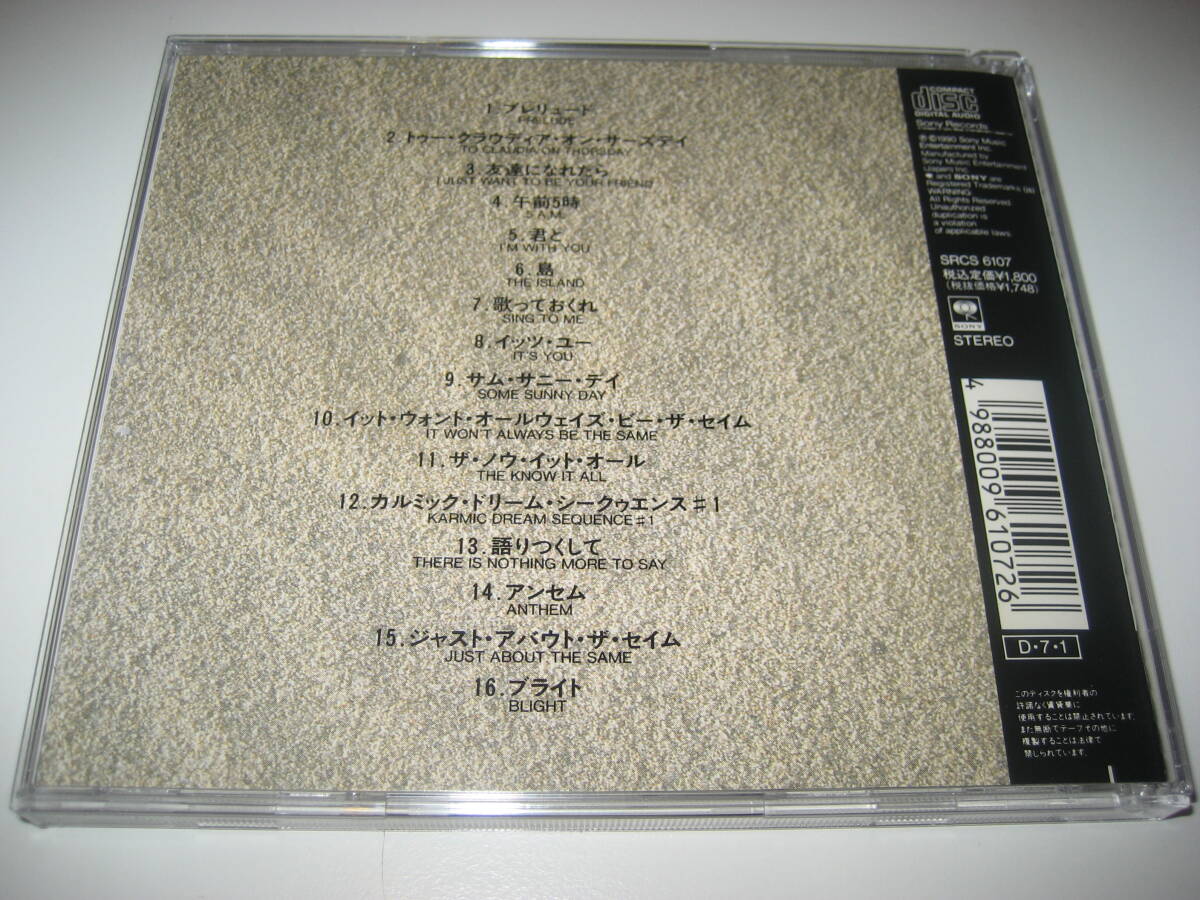 1.プレリュード
PRELUDE
2.トゥー・クラウディア・オン・サーズデイ
TO CLAUDIA ON THURSDAY
3.友達になれたら
I JUST WANT TO BE YOUR FRIEND
4.午前5時
5 A.M.
5.君と
I'M WITH YOU
6.島
THE ISLAND
7.歌っておくれ
SING TO ME
8.イッツ・ユー
IT'S YOU
9.サム・サニー・デイ
SOME SUNNY DAY
10.イット・ウォント・オールウェイズ・ビー・ザ・セイム
IT WON'T ALWAYS BE THE SAME
11.ザ・ノウ・イット・オール
THE KNOW IT ALL
12.カルミック・ドリーム・シークゥエンス♯1
KARMIC DREAM SEQUENCE♯1
13.語りつくして
THERE IS NOTHING MORE TO SAY
14.アンセム
ANTHEM
15.ジャスト・アバウト・ザ・セイム
JUST ABOUT THE SAME
16.ブライト
BLIGHT
COMPACT
disc
DIGITAL AUDIO
Sony Records
Ⓟ©1990 Sony Music
Entertainment Inc.
Manufactured by
Sony Music Entertainment
(Japan) Inc.
and SONY are
Registered Trademarks
WARNING:
All Rights Reserved.
Unauthorized
duplication is
a violation
of applicable laws.
SRCS 6107
税込定価¥1,800
(税抜価格¥1,748)
SONY
STEREO
4 988009 610726
D・7・1
このディスクを権利者の
許諾なく賃貸業に
使用することは禁止されています。
また無断でテープその他に
複製することは法律で
禁じられています。